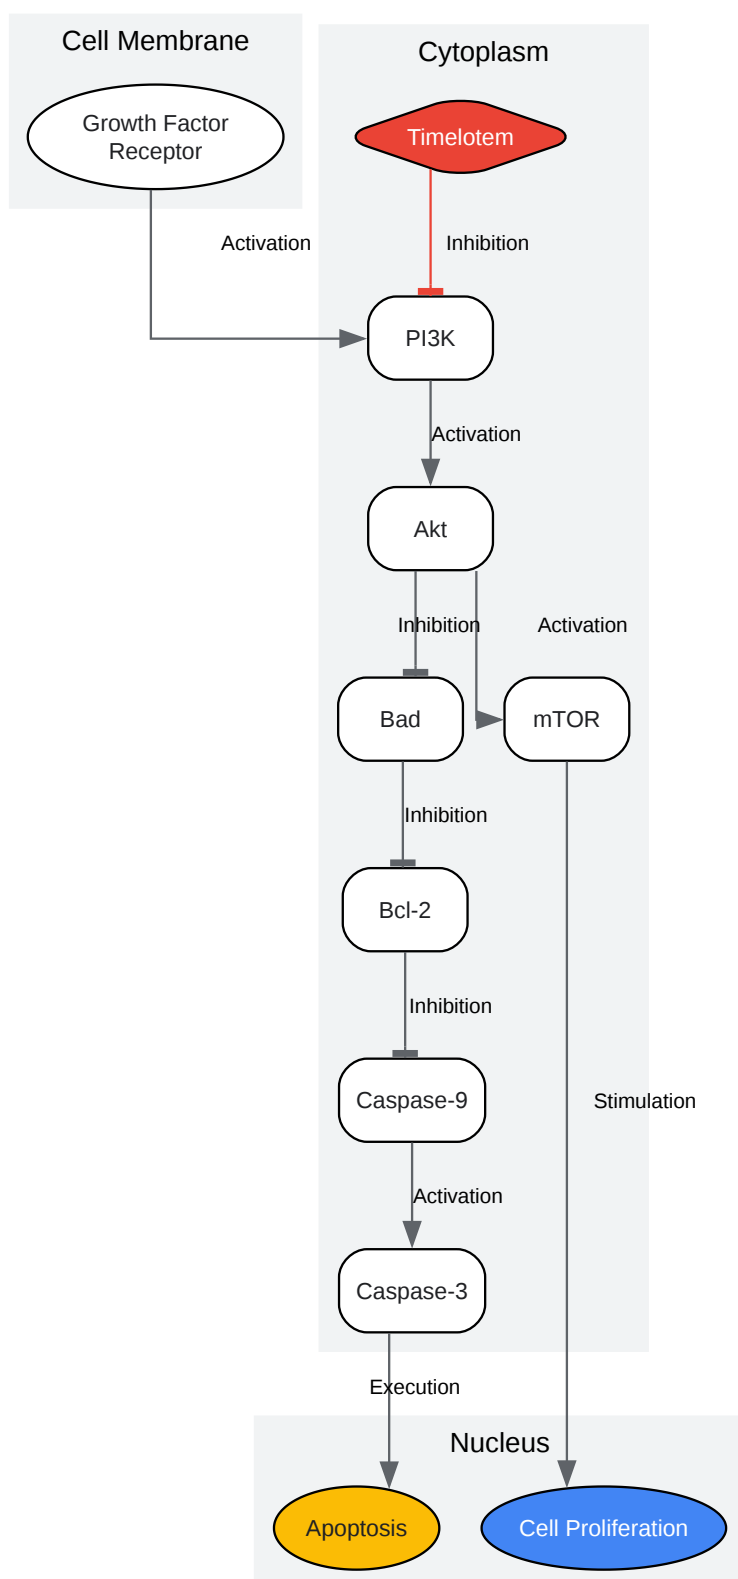 Cell Membrane
Cytoplasm
Growth Factor
Receptor
Timelotem
Activation
Inhibition
PI3K
Activation
Akt
Inhibition
Activation
Bad
mTOR
Inhibition
Bcl-2
Inhibition
Caspase-9
Stimulation
Activation
Caspase-3
Execution
Nucleus
Apoptosis
Cell Proliferation